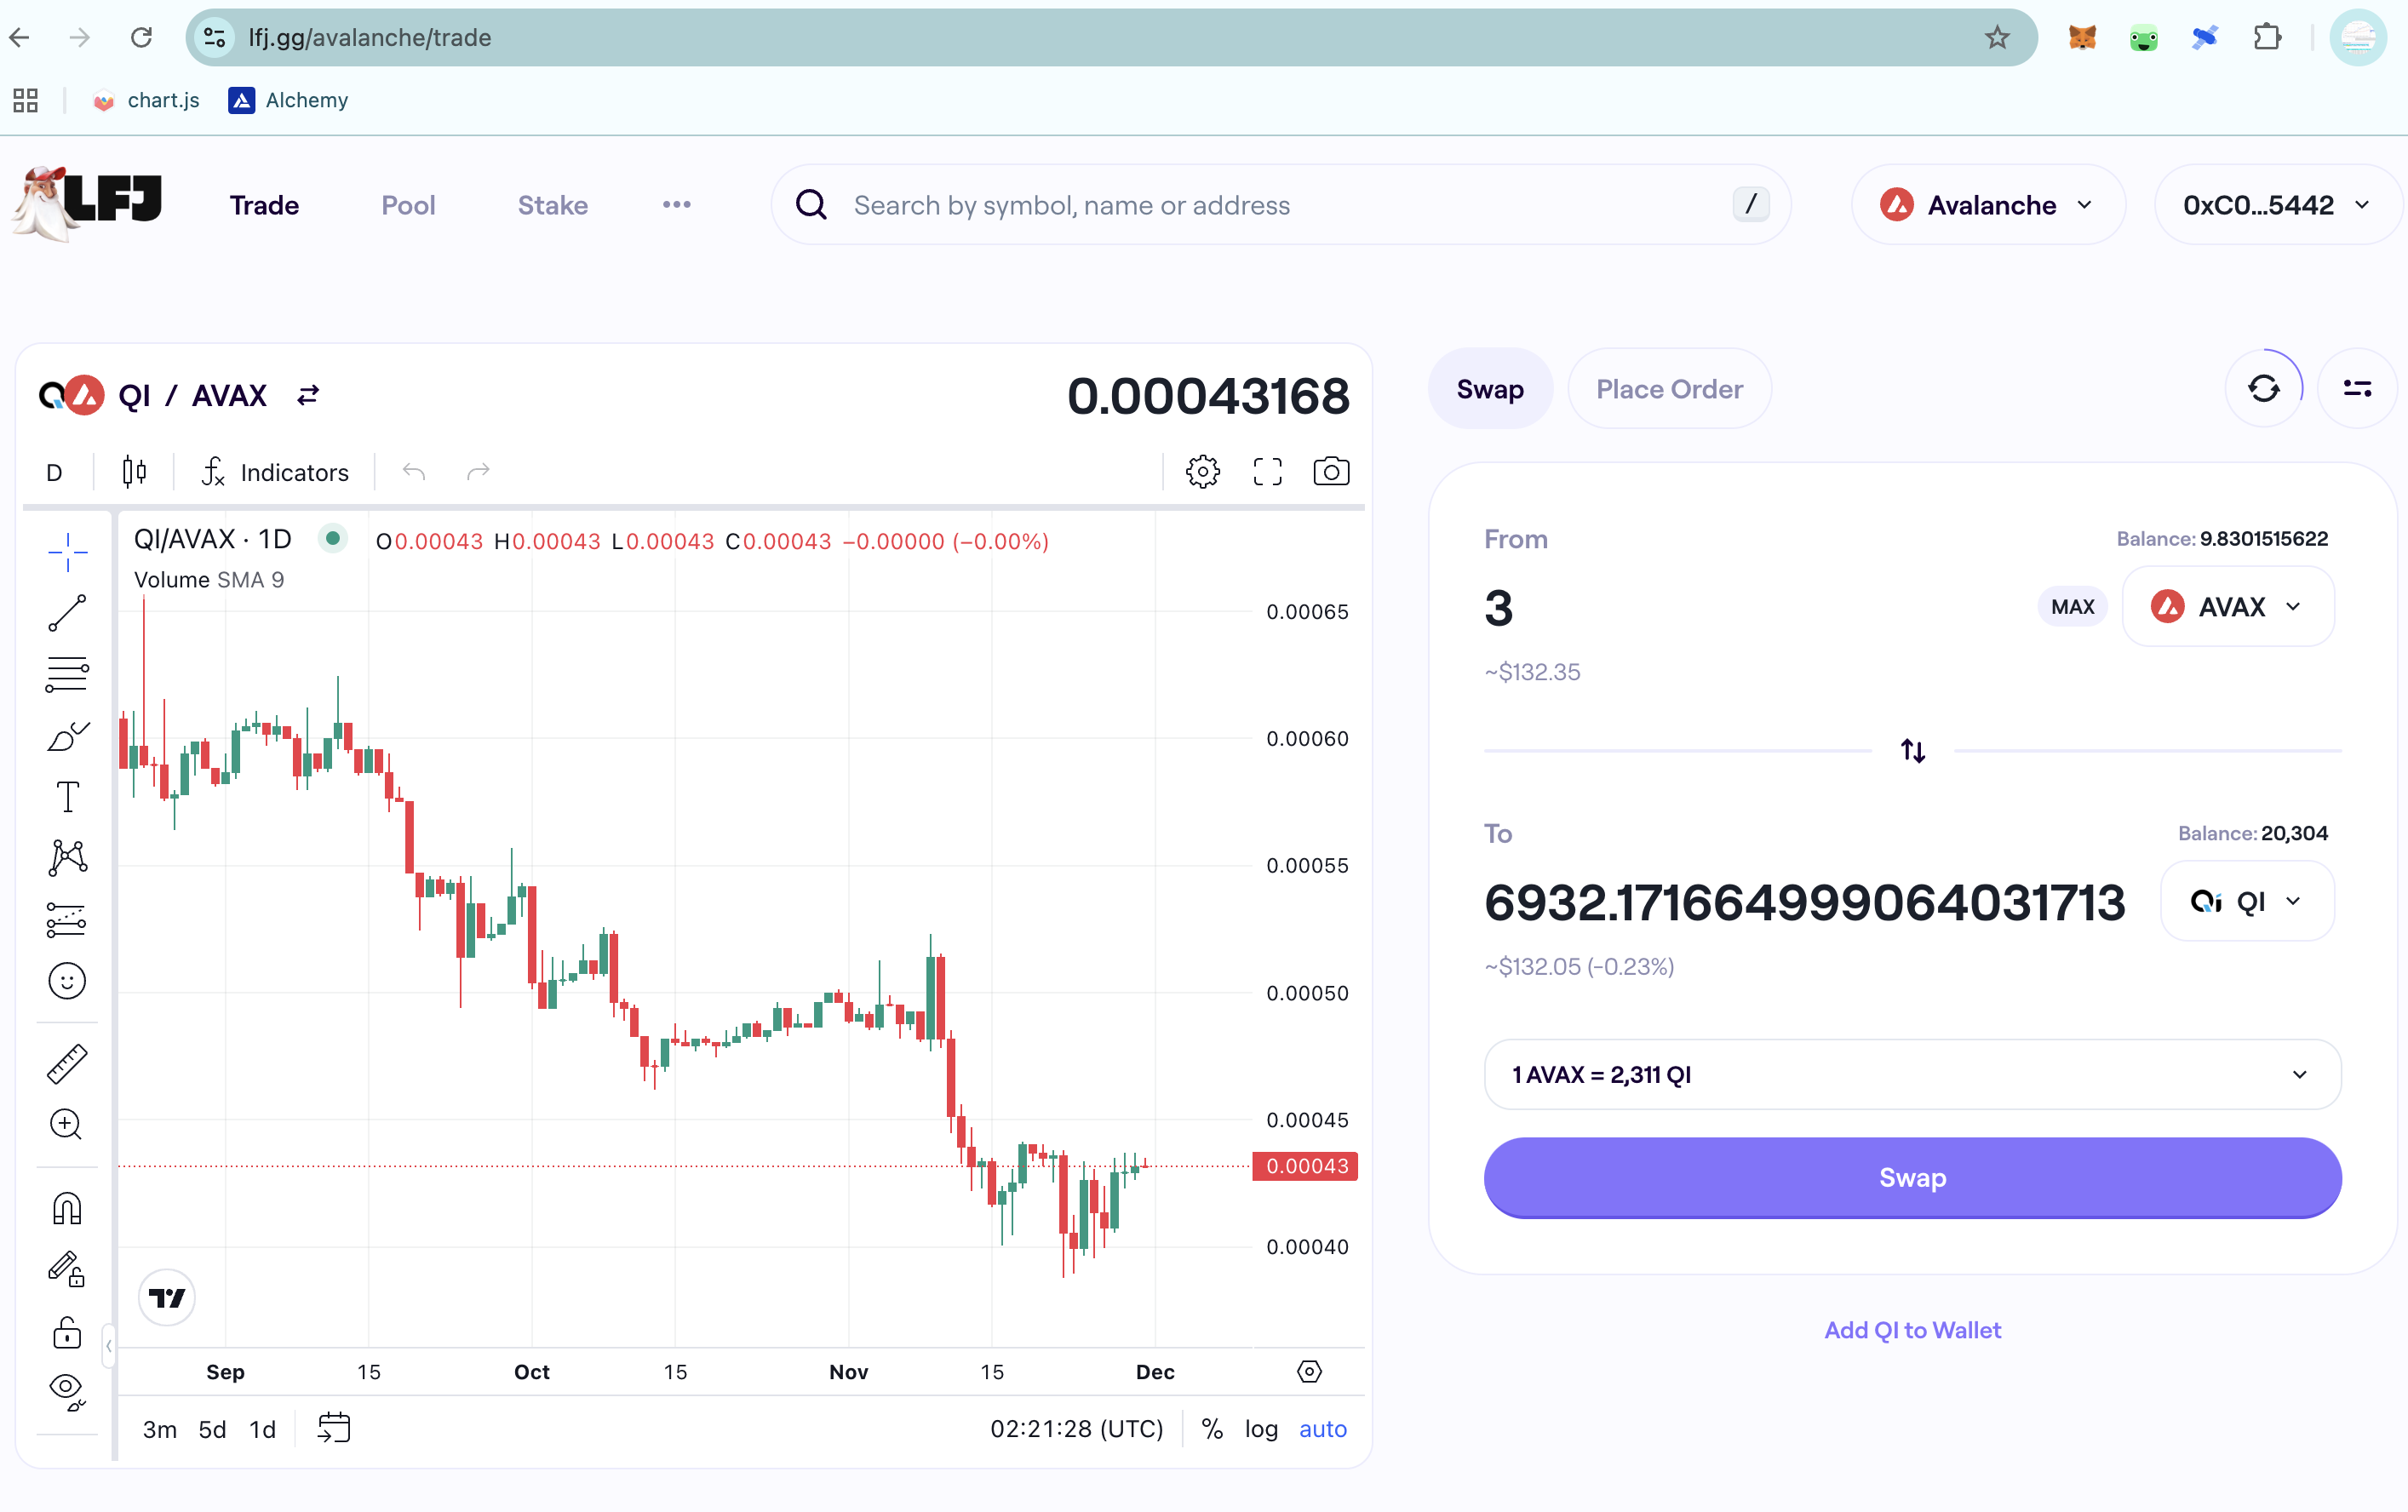 lfj.gg/avalanche/trade
chart.js
Alchemy
LFJ
Trade
Pool
Stake
Search by symbol, name or address
/
Avalanche
0xC0...5442
QI / AVAX
0.00043168
D
Indicators
QI/AVAX · 1D
O0.00043 H0.00043 L0.00043 C0.00043 −0.00000 (−0.00%)
Volume SMA 9
0.00065
0.00060
0.00055
0.00050
0.00045
0.00043
0.00040
Sep
15
Oct
15
Nov
15
Dec
3m
5d
1d
02:21:28 (UTC)
%
log
auto
Swap
Place Order
From
Balance: 9.8301515622
3
MAX
AVAX
~$132.35
To
Balance: 20,304
6932.171664999064031713
Qi
QI
~$132.05 (-0.23%)
1 AVAX = 2,311 QI
Swap
Add QI to Wallet